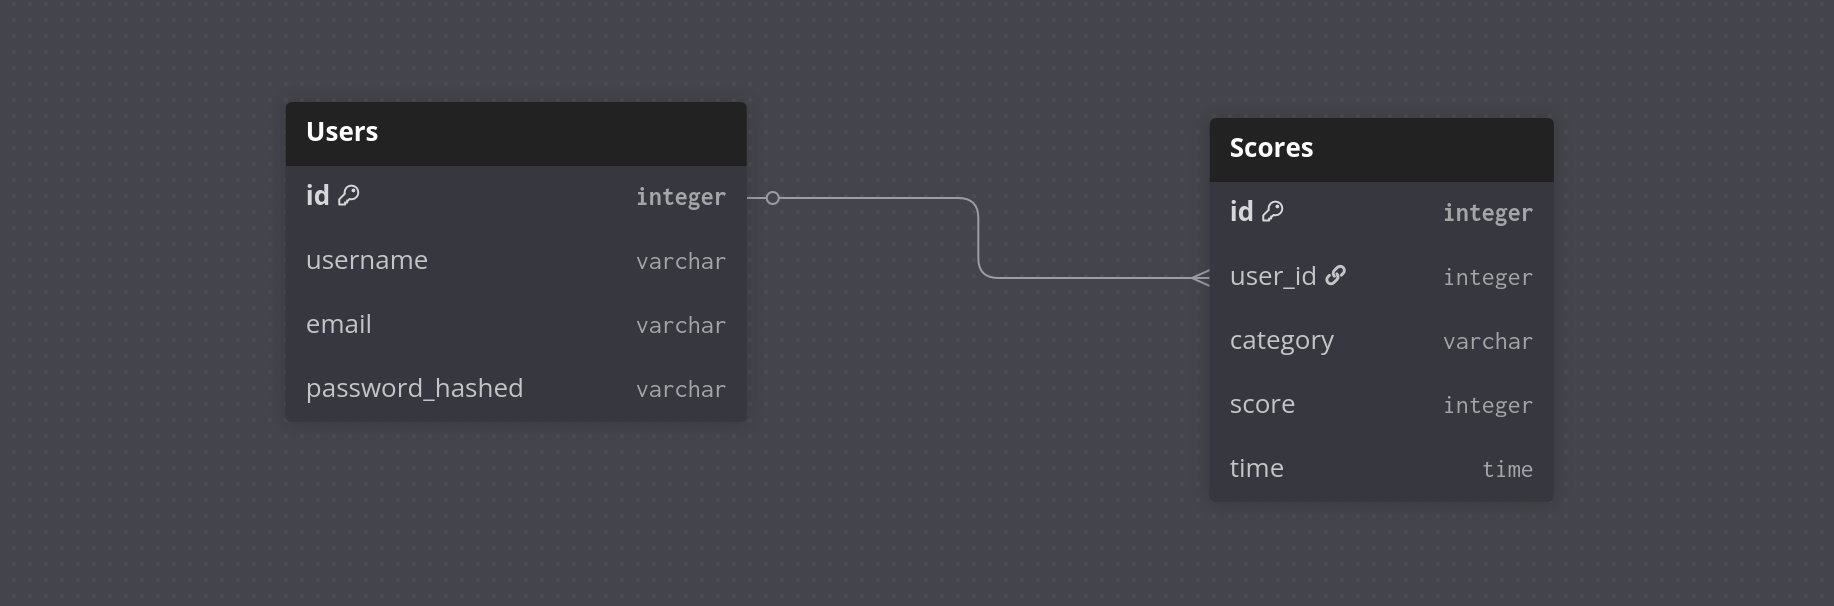 Users
id integer
username varchar
email varchar
password_hashed varchar
Scores
id integer
user_id integer
category varchar
score integer
time time